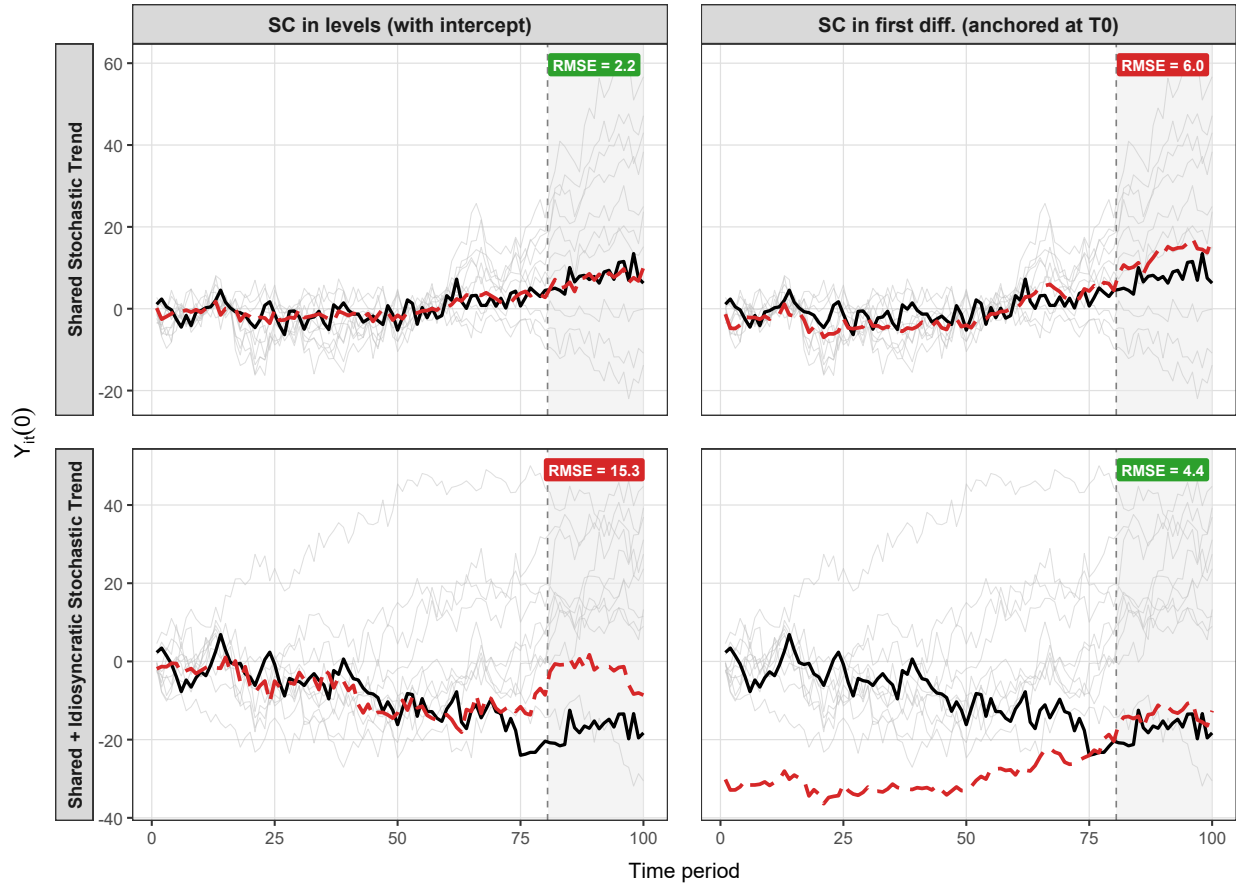 SC in levels (with intercept)
SC in first diff. (anchored at T0)
Shared Stochastic Trend
60
40
20
0
-20
RMSE = 2.2
RMSE = 6.0
Y_it(0)
Shared + Idiosyncratic Stochastic Trend
40
20
0
-20
-40
RMSE = 15.3
RMSE = 4.4
0 25 50 75 100
0 25 50 75 100
Time period